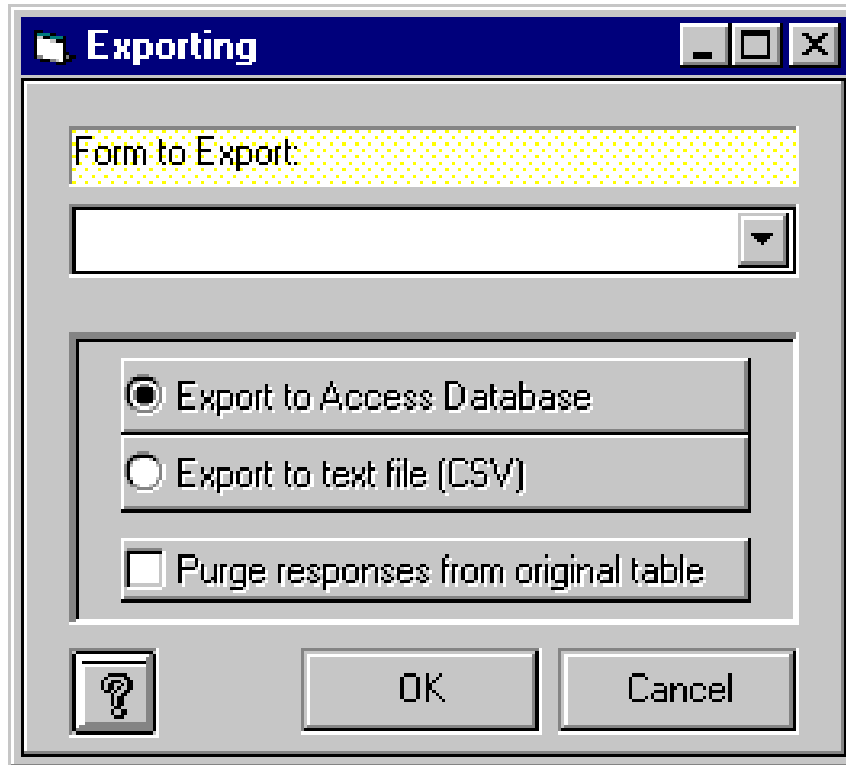 Exporting
Form to Export:
Export to Access Database
Export to text file (CSV)
Purge responses from original table
?
OK
Cancel